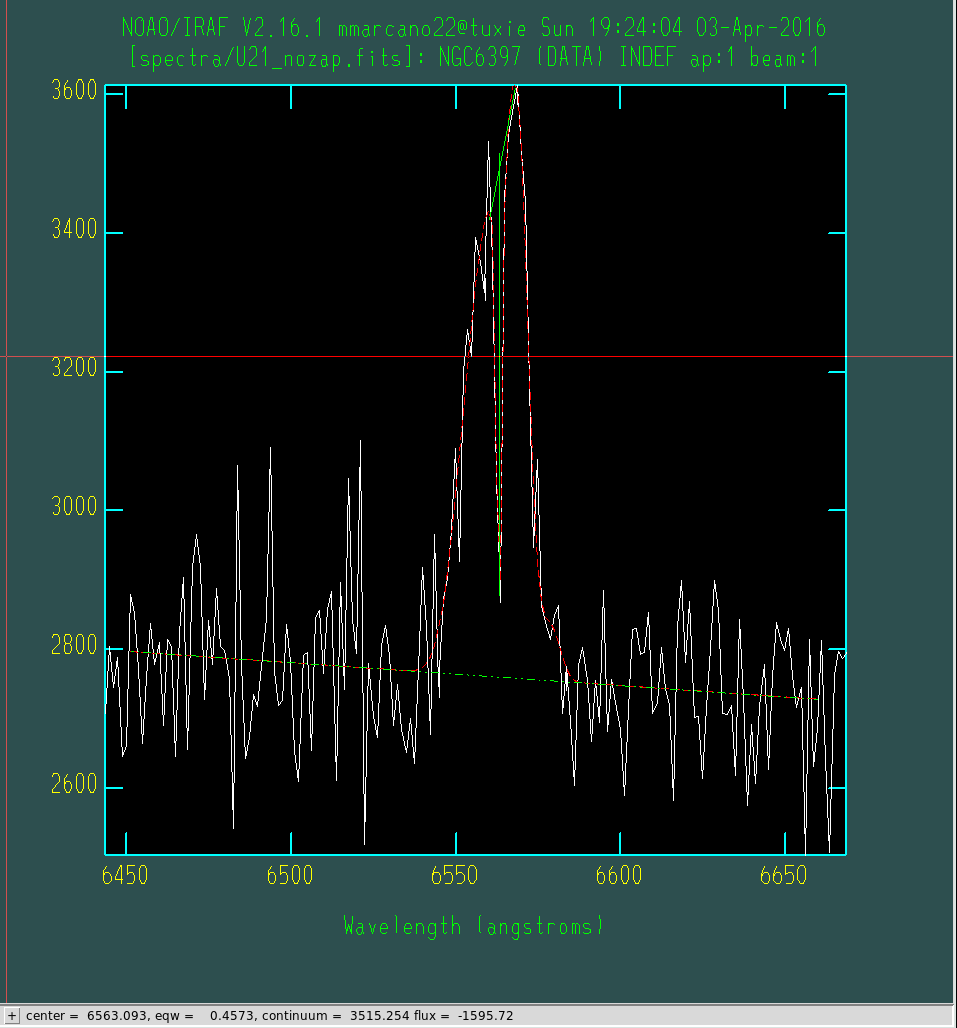 NOAO/IRAF V2.16.1 mmarcano22@tuxie Sun 19:24:04 03-Apr-2016
[spectra/U21_nozap.fits]: NGC6397 (DATA) INDEF ap:1 beam:1
3600
3400
3200
3000
2800
2600
6450 6500 6550 6600 6650
Wavelength (angstroms)
+ center = 6563.093, eqw = 0.4573, continuum = 3515.254 flux = -1595.72